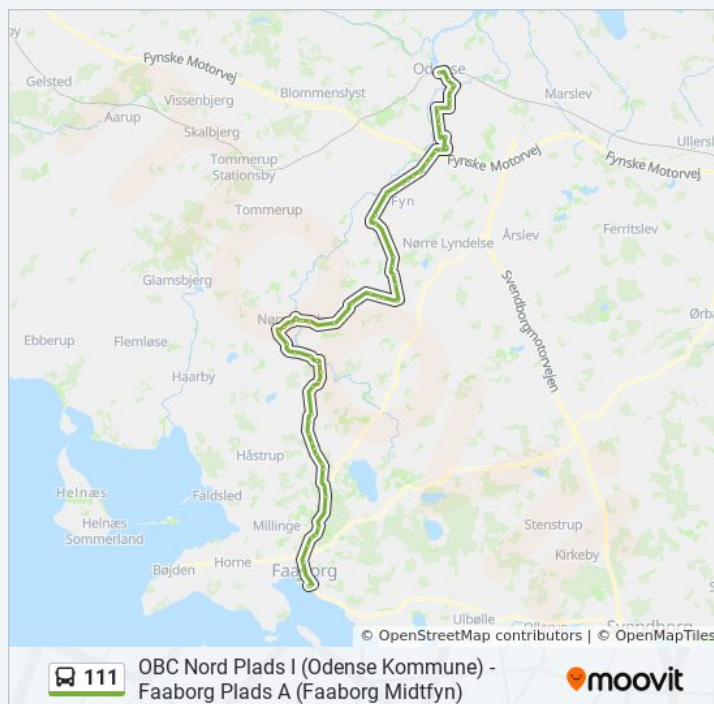 Fynske Motorvej
Odense
Gelsted
Blommenslyst
Vissenbjerg
Marslev
Aarup
Skalbjerg
Ullersl
Tommerup
Stationsby
Fynske Motorvej
Fynske Motorvej
Tommerup
Fyn
Nørre Lyndelse
Årslev
Ferritslev
Glamsbjerg
Svendborgmotorvejen
Ørba
Ebberup
Flemløse
Haarby
Håstrup
Helnæs
Faldsled
Helnæs
Sommerland
Millinge
Stenstrup
Horne
Kirkeby
Bøjden
Faaborg
Ulbølle
Svendborg
© OpenStreetMap contributors | © OpenMapTiles
111
OBC Nord Plads I (Odense Kommune) -
Faaborg Plads A (Faaborg Midtfyn)
moovit